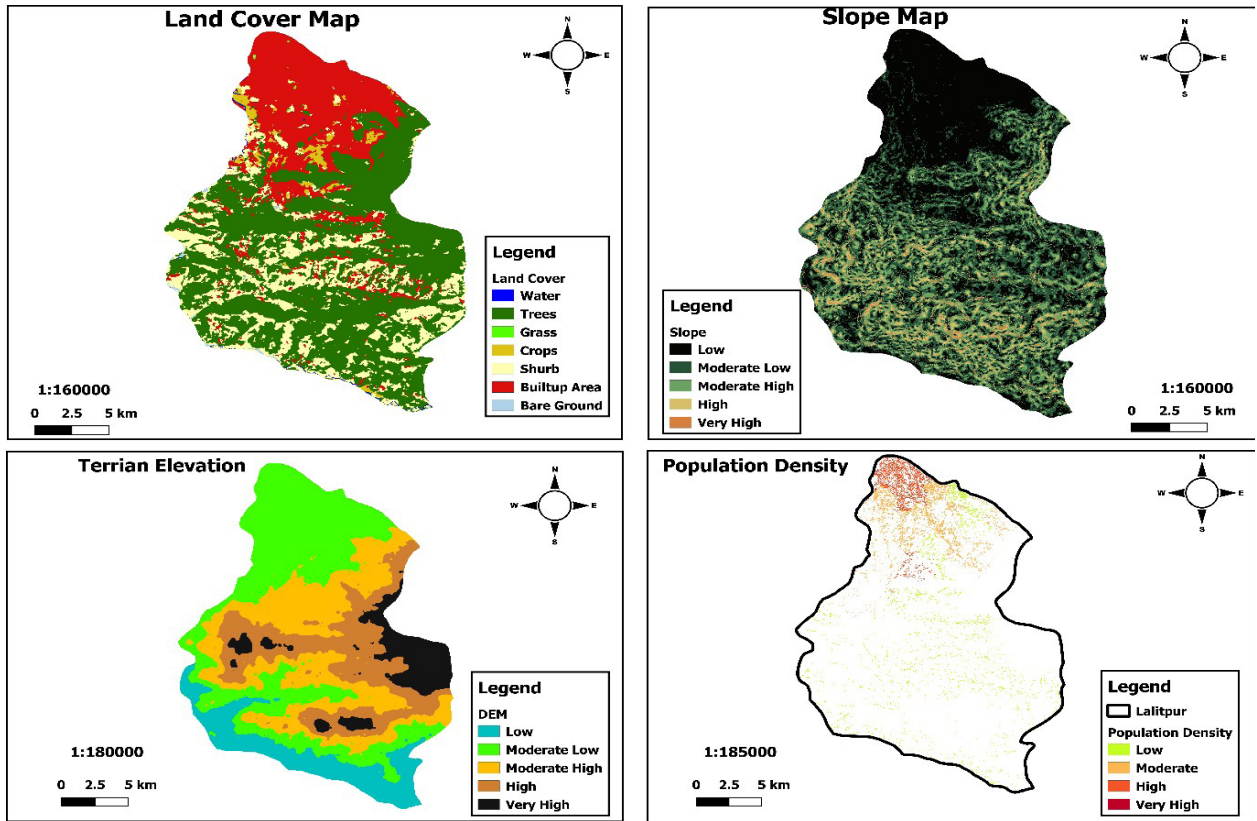 Land Cover Map
N
W E
S
Legend
Land Cover
Water
Trees
Grass
Crops
Shurb
Builtup Area
Bare Ground
1:160000
0 2.5 5 km
Slope Map
N
W E
S
Legend
Slope
Low
Moderate Low
Moderate High
High
Very High
1:160000
0 2.5 5 km
Terrian Elevation
N
W E
S
Legend
DEM
Low
Moderate Low
Moderate High
High
Very High
1:180000
0 2.5 5 km
Population Density
N
W E
S
Legend
Lalitpur
Population Density
Low
Moderate
High
Very High
1:185000
0 2.5 5 km